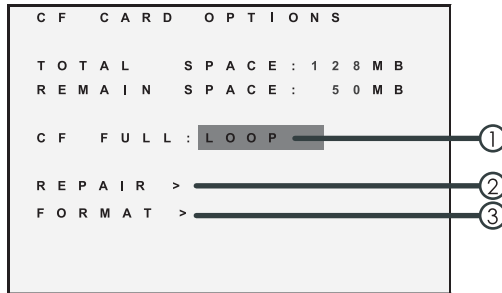 CF CARD OPTIONS
TOTAL SPACE:128MB
REMAIN SPACE: 50MB
CF FULL:LOOP
1
REPAIR >
2
FORMAT >
3